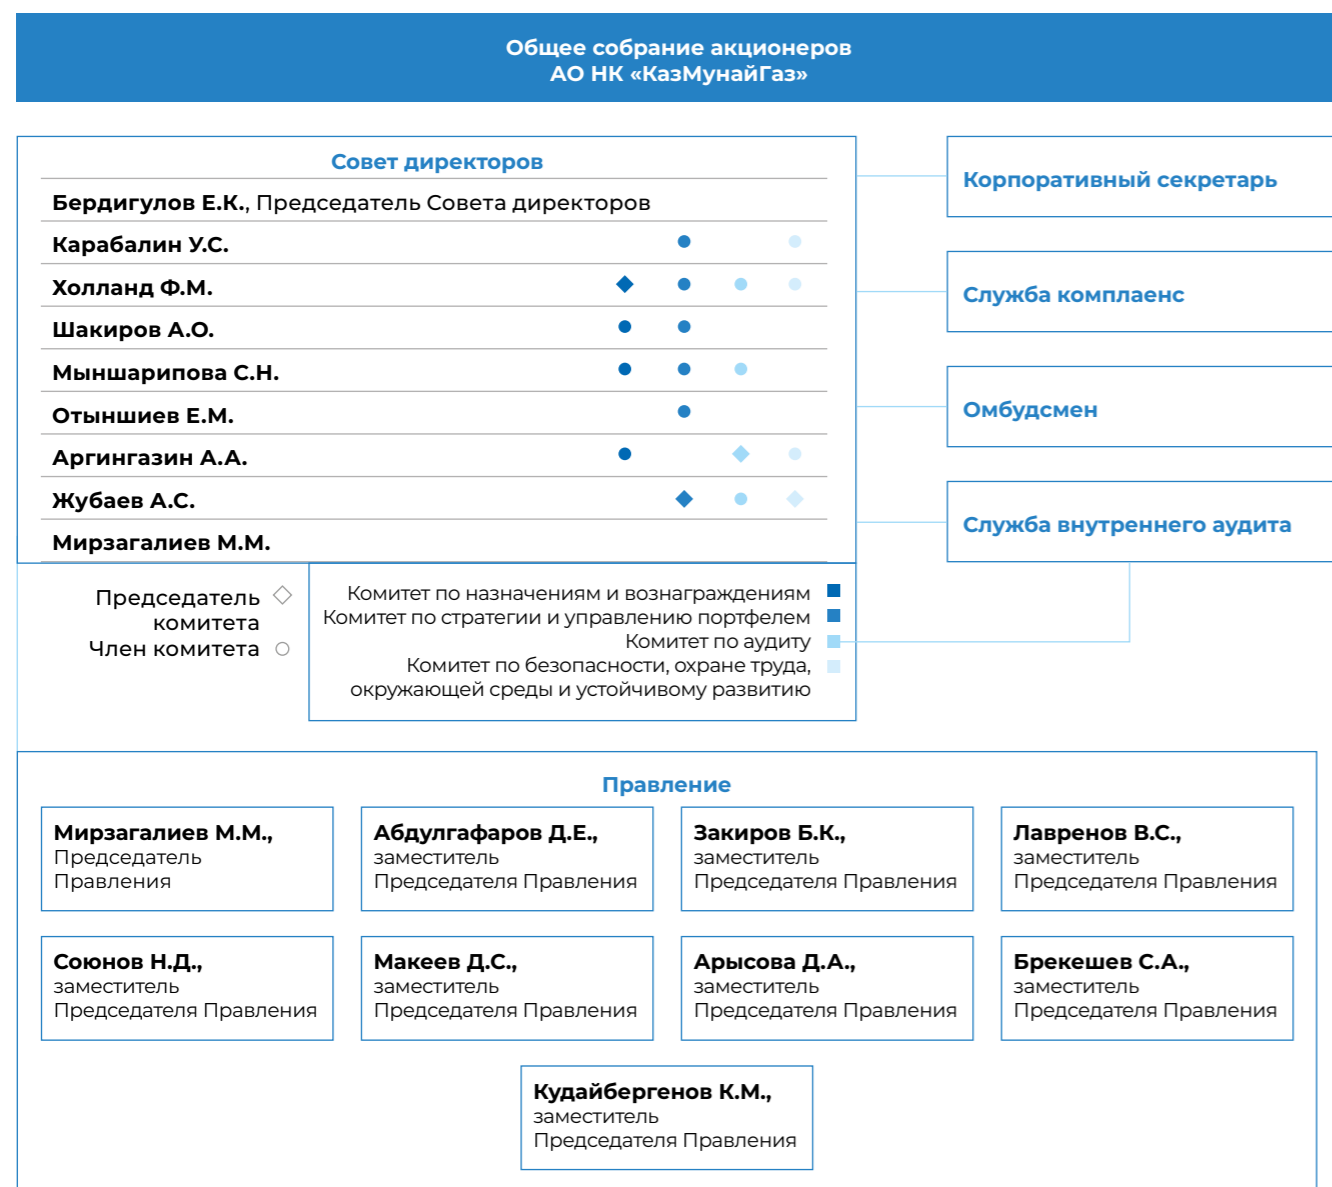 Общее собрание акционеров
АО НК «КазМунайГаз»
Совет директоров
Бердигулов Е.К., Председатель Совета директоров
Карабалин У.С.
Холланд Ф.М.
Шакиров А.О.
Мыншарипова С.Н.
Отыншиев Е.М.
Аргингазин А.А.
Жубаев А.С.
Мирзагалиев М.М.
Корпоративный секретарь
Служба комплаенс
Омбудсмен
Служба внутреннего аудита
Председатель
комитета
Член комитета
Комитет по назначениям и вознаграждениям
Комитет по стратегии и управлению портфелем
Комитет по аудиту
Комитет по безопасности, охране труда,
окружающей среды и устойчивому развитию
Правление
Мирзагалиев М.М.,
Председатель
Правления
Абдулгафаров Д.Е.,
заместитель
Председателя Правления
Закиров Б.К.,
заместитель
Председателя Правления
Лавренов В.С.,
заместитель
Председателя Правления
Союнов Н.Д.,
заместитель
Председателя Правления
Макеев Д.С.,
заместитель
Председателя Правления
Арысова Д.А.,
заместитель
Председателя Правления
Брекешев С.А.,
заместитель
Председателя Правления
Кудайбергенов К.М.,
заместитель
Председателя Правления